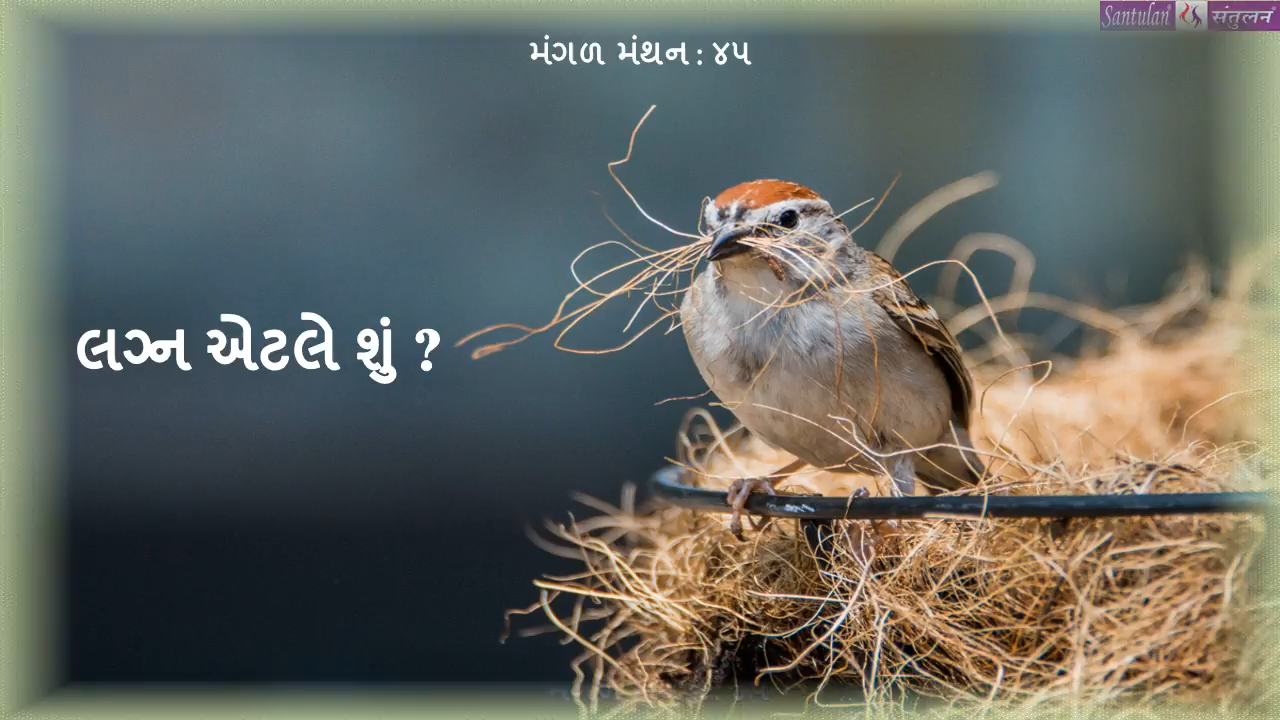 Santulan संतुलन
મંગળ મંથન : ૪૫
લગ્ન એટલે શું ?